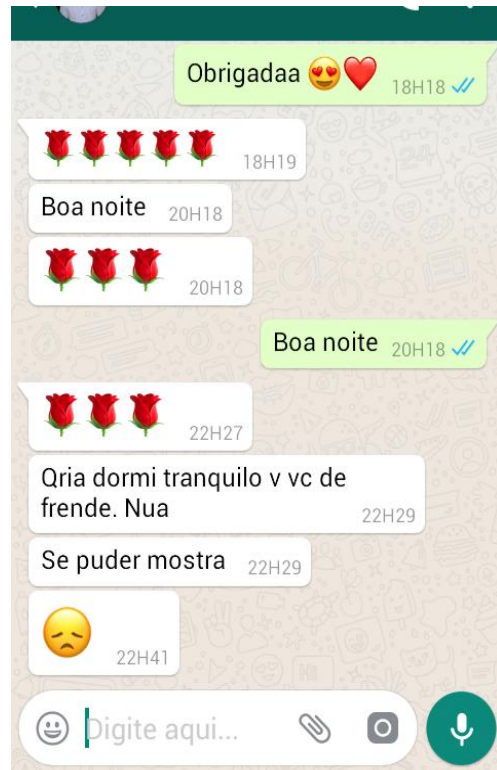 Obrigadaa 😍❤️ 18H18
🌹🌹🌹🌹🌹 18H19
Boa noite 20H18
🌹🌹🌹 20H18
Boa noite 20H18
🌹🌹🌹 22H27
Qria dormi tranquilo v vc de
frende. Nua 22H29
Se puder mostra 22H29
😞 22H41
Digite aqui...